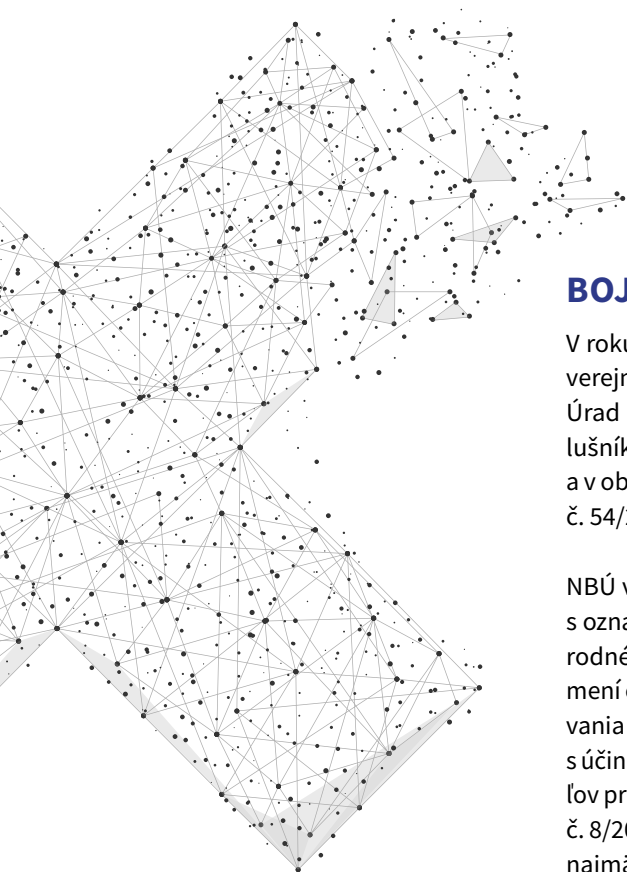 BOJ
V roku
verejn
Úrad
lušník
a v ob
č. 54/
NBÚ v
s ozna
rodné
mení
vania
s účin
ľov pr
č. 8/20
najmä